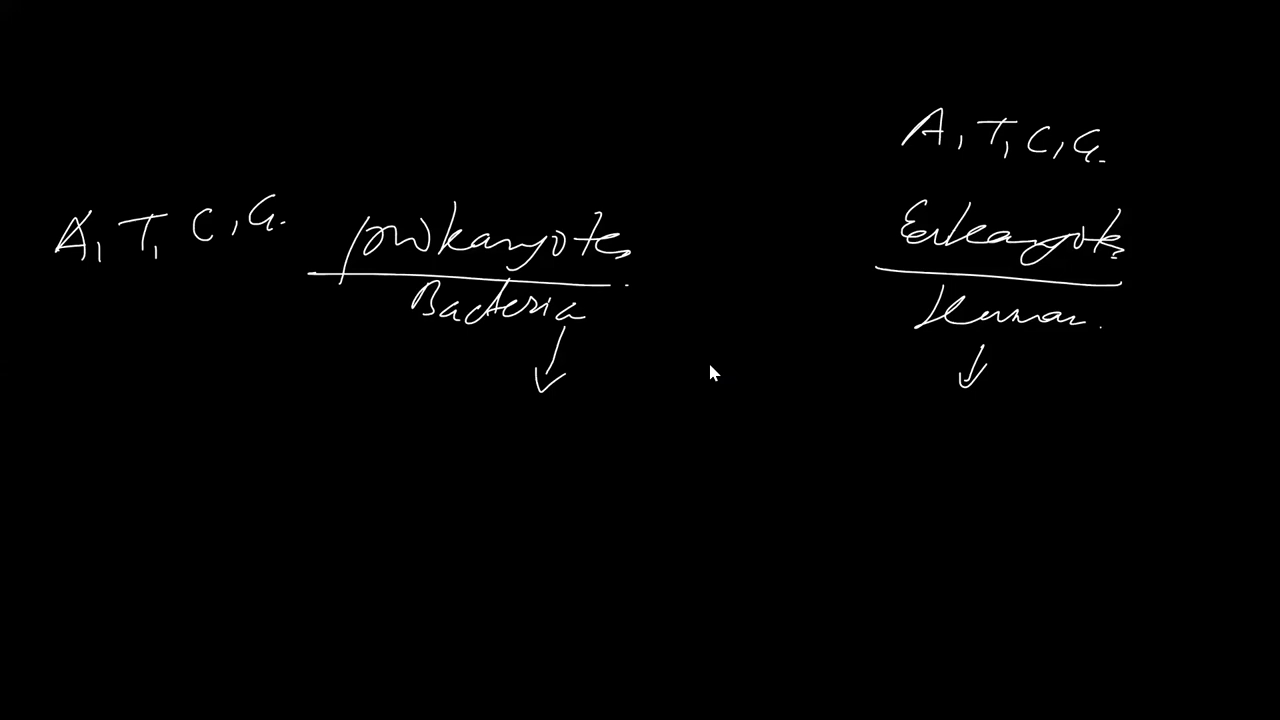 A, T, C, G.
A, T, C, G.
prokaryotes
Eukaryotes
Bacteria
Human.